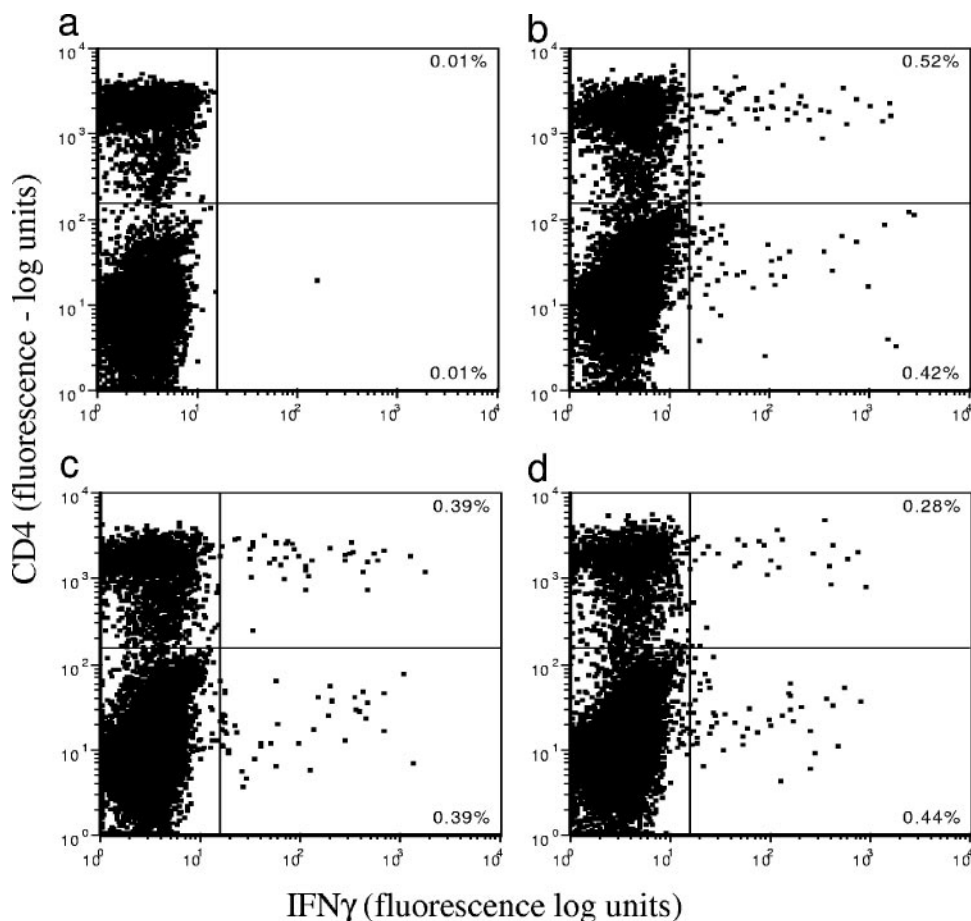 a
0.01%
10⁴
10³
10²
10¹
10⁰
0.01%
10⁰ 10¹ 10² 10³ 10⁴
b
0.52%
10⁴
10³
10²
10¹
10⁰
0.42%
10⁰ 10¹ 10² 10³ 10⁴
c
0.39%
10⁴
10³
10²
10¹
10⁰
0.39%
10⁰ 10¹ 10² 10³ 10⁴
d
0.28%
10⁴
10³
10²
10¹
10⁰
0.44%
10⁰ 10¹ 10² 10³ 10⁴
CD4 (fluorescence - log units)
IFNγ (fluorescence log units)